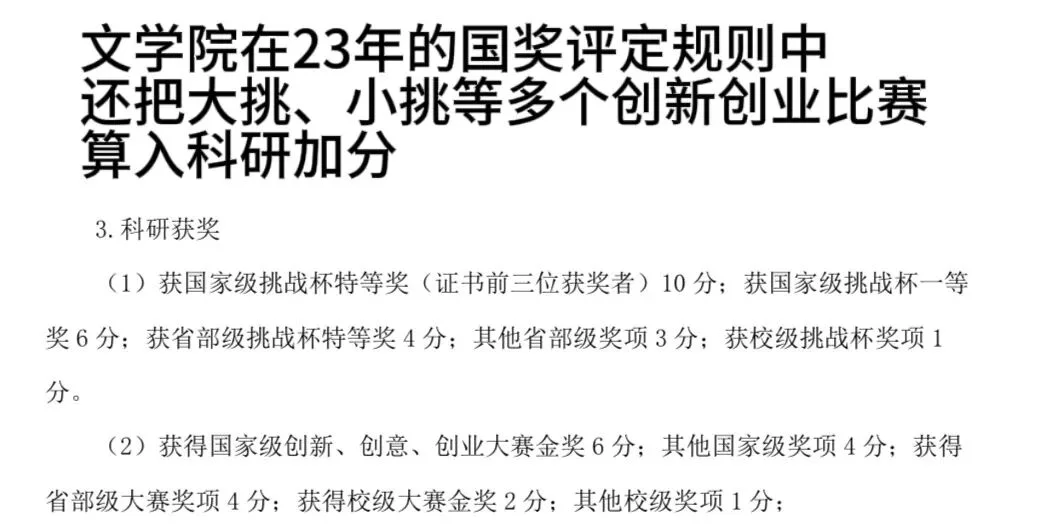 文学院在23年的国奖评定规则中
还把大挑、小挑等多个创新创业比赛
算入科研加分
3.科研获奖
（1）获国家级挑战杯特等奖（证书前三位获奖者）10 分；获国家级挑战杯一等
奖 6 分；获省部级挑战杯特等奖 4 分；其他省部级奖项 3 分；获校级挑战杯奖项 1
分。
（2）获得国家级创新、创意、创业大赛金奖 6 分；其他国家级奖项 4 分；获得
省部级大赛奖项 4 分；获得校级大赛金奖 2 分；其他校级奖项 1 分；